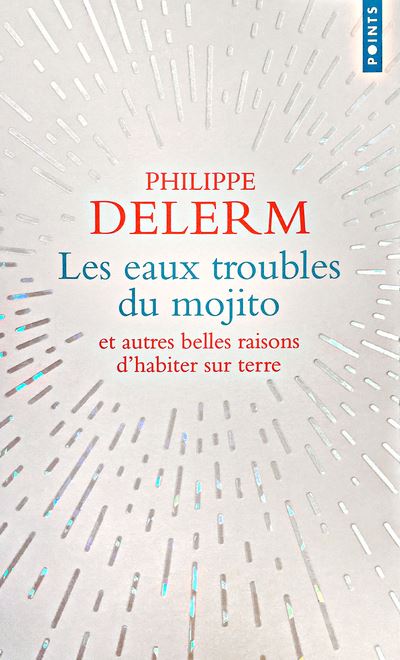 POINTS
PHILIPPE
DELERM
Les eaux troubles
du mojito
et autres belles raisons
d'habiter sur terre